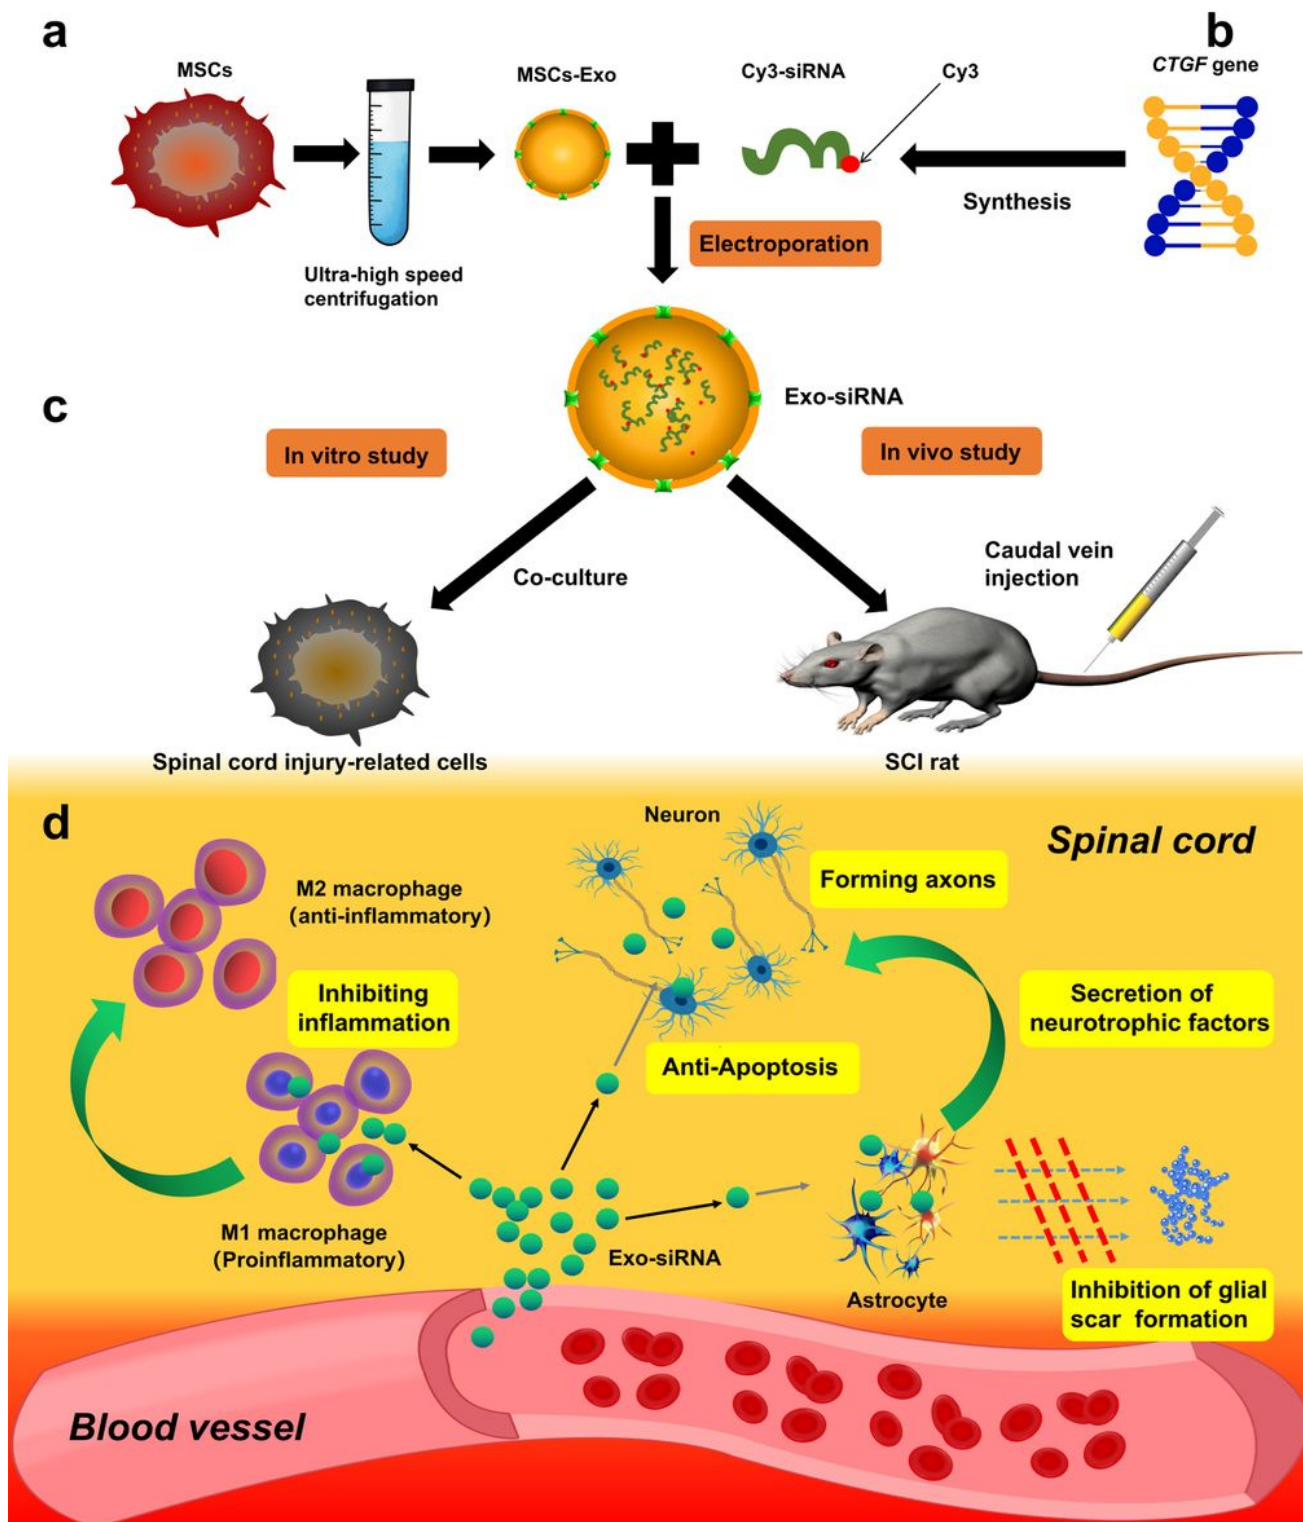 a
b
MSCs
MSCs-Exo
Cy3-siRNA
Cy3
CTGF gene
Synthesis
Electroporation
Ultra-high speed
centrifugation
c
Exo-siRNA
In vitro study
In vivo study
Co-culture
Caudal vein
injection
Spinal cord injury-related cells
SCI rat
d
Neuron
Spinal cord
M2 macrophage
(anti-inflammatory)
Forming axons
Inhibiting
inflammation
Secretion of
neurotrophic factors
Anti-Apoptosis
M1 macrophage
(Proinflammatory)
Exo-siRNA
Astrocyte
Inhibition of glial
scar formation
Blood vessel